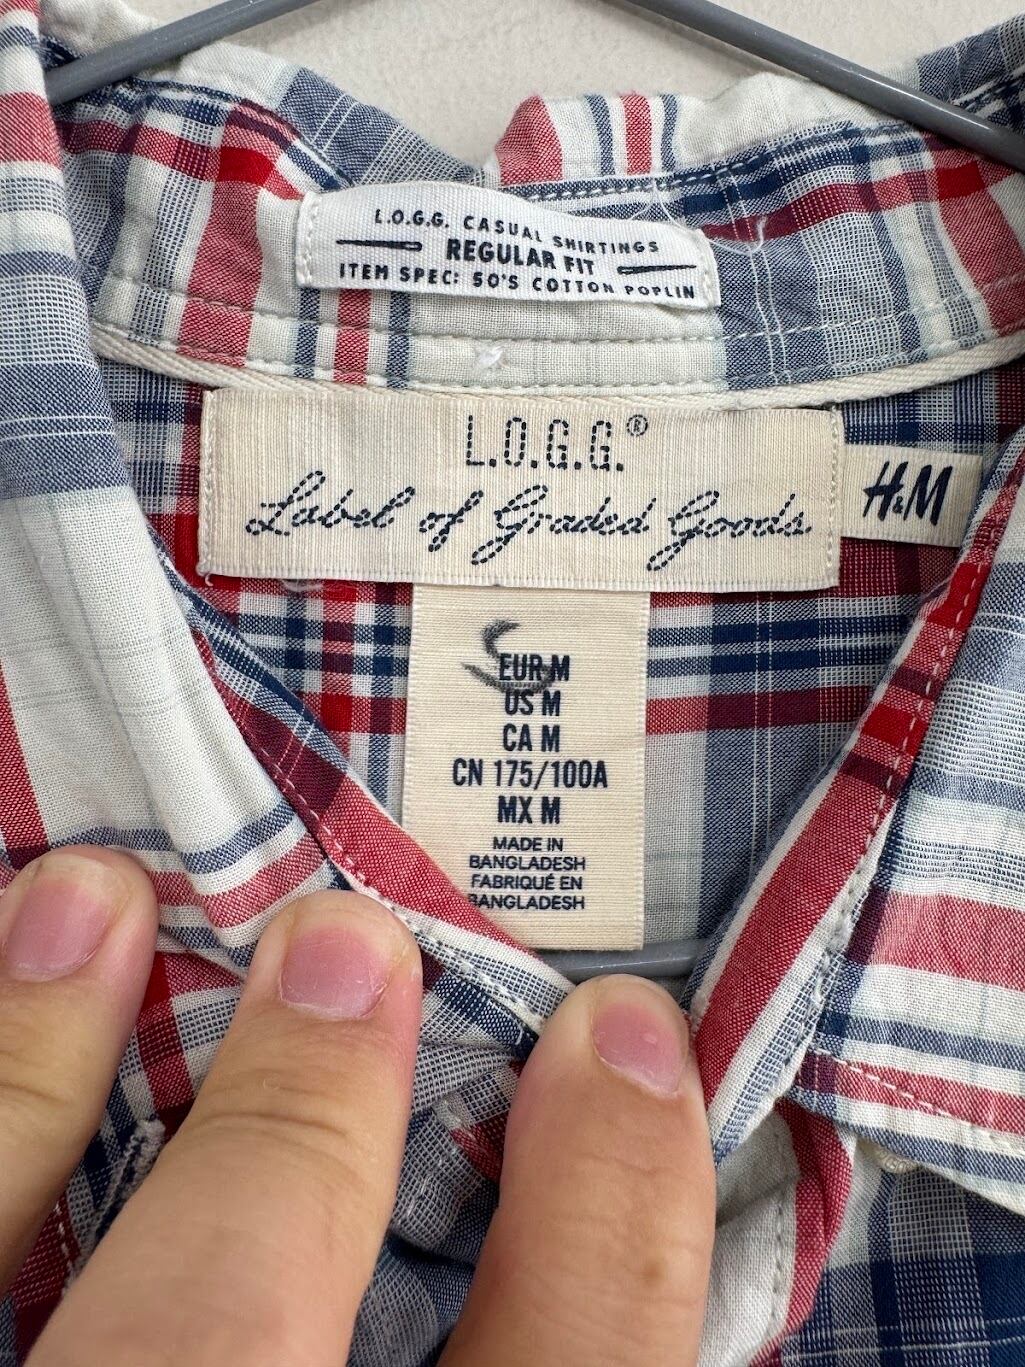 L.O.G.G. CASUAL SHIRTINGS
REGULAR FIT
ITEM SPEC: 50'S COTTON POPLIN
L.O.G.G.®
Label of Graded Goods
H&M
S
EUR M
US M
CA M
CN 175/100A
MX M
MADE IN
BANGLADESH
FABRIQUÉ EN
BANGLADESH